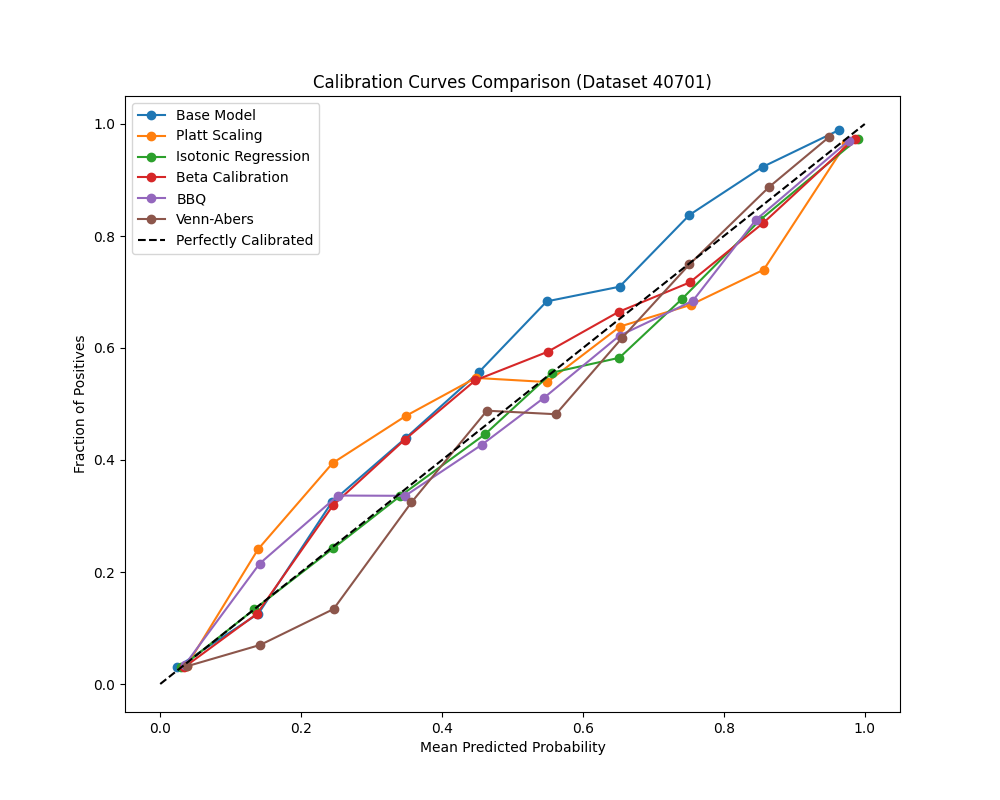 Calibration Curves Comparison (Dataset 40701)
Base Model
Platt Scaling
Isotonic Regression
Beta Calibration
BBQ
Venn-Abers
Perfectly Calibrated
1.0
0.8
0.6
0.4
0.2
0.0
Fraction of Positives
0.0 0.2 0.4 0.6 0.8 1.0
Mean Predicted Probability